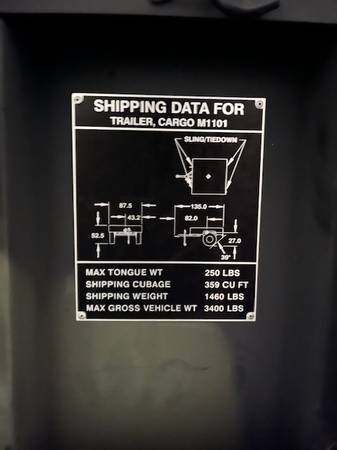 SHIPPING DATA FOR
TRAILER, CARGO M1101
SLING/TIEDOWN
87.5
135.0
43.2
82.0
52.5
27.0
39°
MAX TONGUE WT 250 LBS
SHIPPING CUBAGE 359 CU FT
SHIPPING WEIGHT 1460 LBS
MAX GROSS VEHICLE WT 3400 LBS